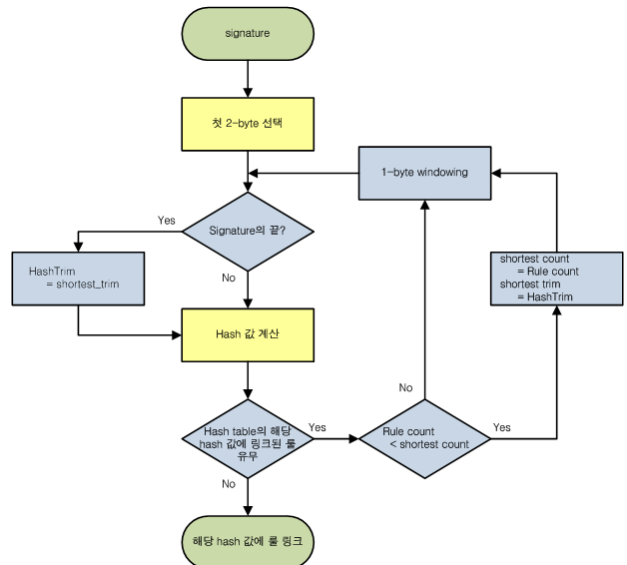 signature
첫 2-byte 선택
1-byte windowing
Signature의 끝?
Yes
No
HashTrim
= shortest_trim
shortest count
= Rule count
shortest trim
= HashTrim
Hash 값 계산
No
Hash table의 해당
hash 값에 링크된 룰
유무
Yes
Rule count
< shortest count
Yes
No
해당 hash 값에 룰 링크